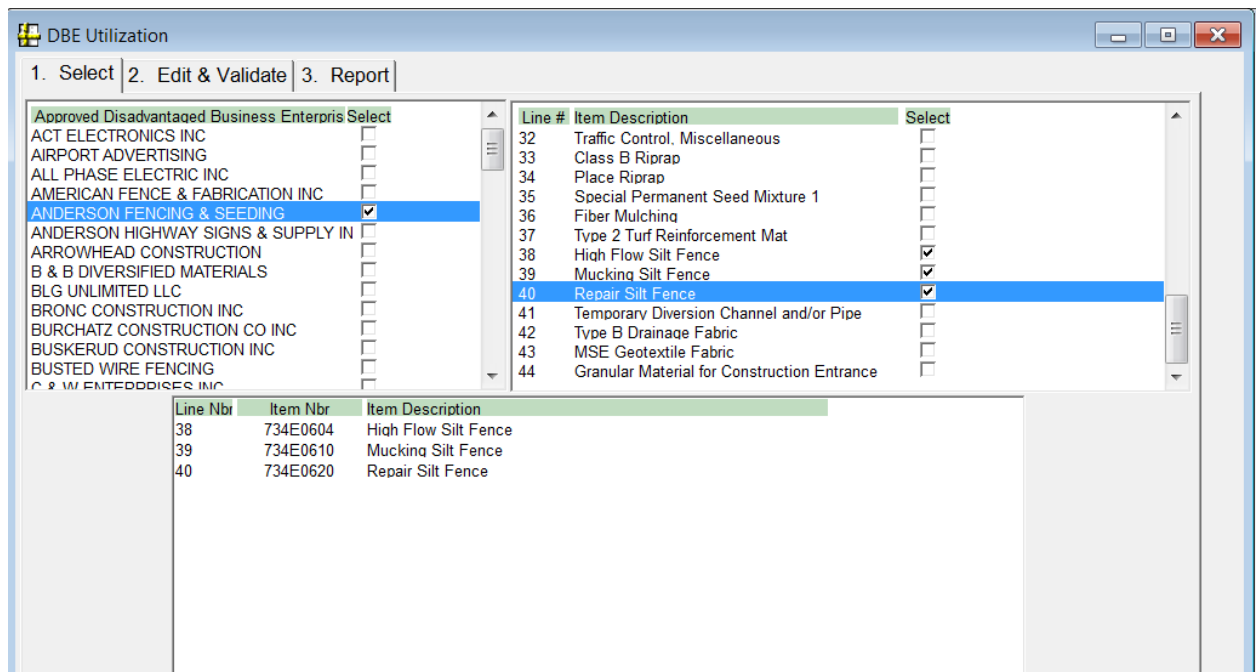 DBE Utilization
1. Select 2. Edit & Validate 3. Report
Approved Disadvantaged Business Enterpris Select
ACT ELECTRONICS INC
AIRPORT ADVERTISING
ALL PHASE ELECTRIC INC
AMERICAN FENCE & FABRICATION INC
ANDERSON FENCING & SEEDING
ANDERSON HIGHWAY SIGNS & SUPPLY IN
ARROWHEAD CONSTRUCTION
B & B DIVERSIFIED MATERIALS
BLG UNLIMITED LLC
BRONC CONSTRUCTION INC
BURCHATZ CONSTRUCTION CO INC
BUSKERUD CONSTRUCTION INC
BUSTED WIRE FENCING
C & W ENTERPRISES INC
Line # Item Description Select
32 Traffic Control, Miscellaneous
33 Class B Riprap
34 Place Riprap
35 Special Permanent Seed Mixture 1
36 Fiber Mulching
37 Type 2 Turf Reinforcement Mat
38 High Flow Silt Fence
39 Mucking Silt Fence
40 Repair Silt Fence
41 Temporary Diversion Channel and/or Pipe
42 Type B Drainage Fabric
43 MSE Geotextile Fabric
44 Granular Material for Construction Entrance
Line Nbr Item Nbr Item Description
38 734E0604 High Flow Silt Fence
39 734E0610 Mucking Silt Fence
40 734E0620 Repair Silt Fence